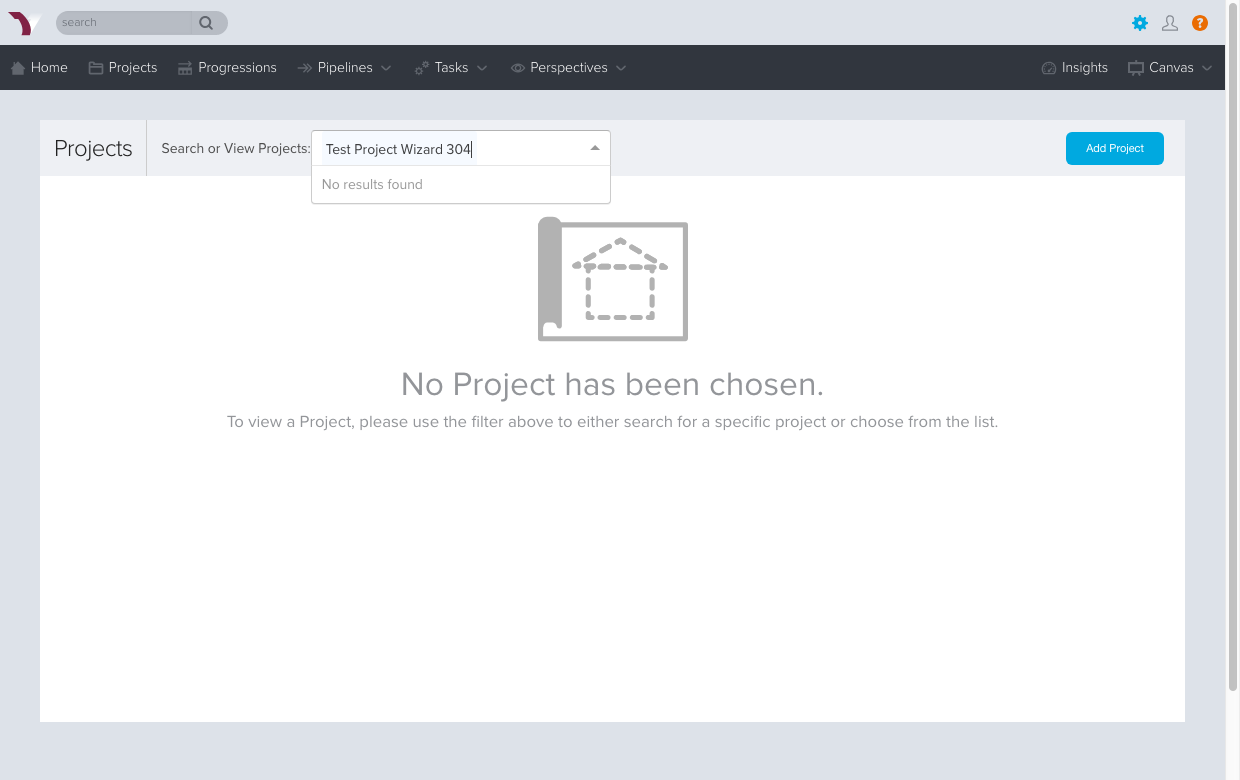 search
?
Home Projects Progressions Pipelines Tasks Perspectives Insights Canvas
Projects Search or View Projects: Test Project Wizard 304 Add Project
No results found
No Project has been chosen.
To view a Project, please use the filter above to either search for a specific project or choose from the list.